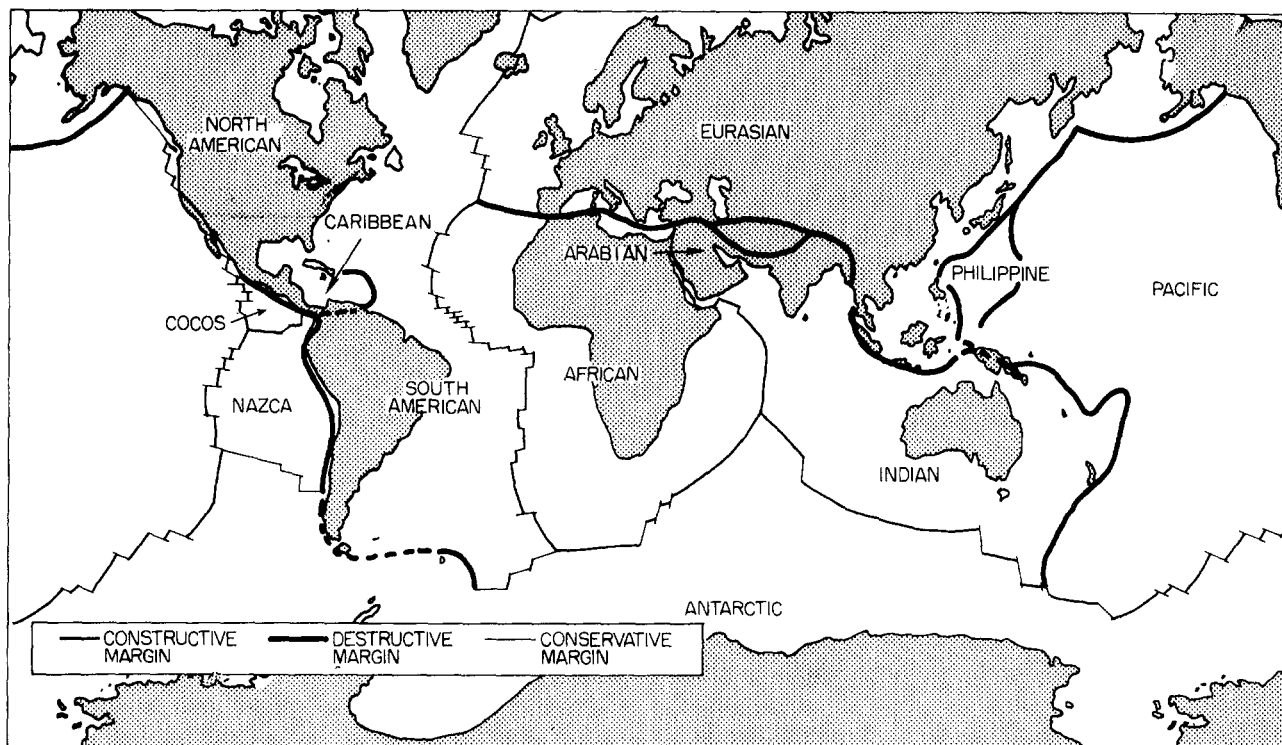 NORTH
AMERICAN
EURASIAN
CARIBBEAN
ARABIAN
PHILIPPINE
PACIFIC
COCOS
AFRICAN
NAZCA
SOUTH
AMERICAN
INDIAN
ANTARCTIC
CONSTRUCTIVE
MARGIN
DESTRUCTIVE
MARGIN
CONSERVATIVE
MARGIN